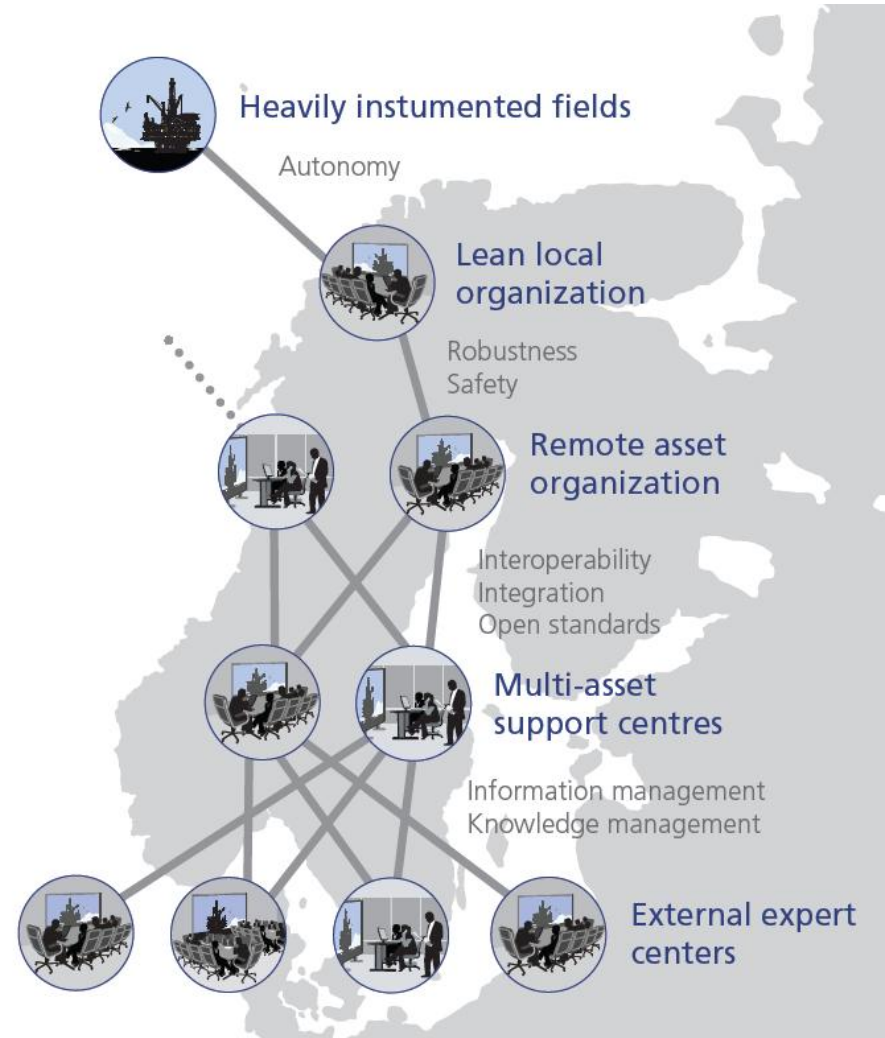 Heavily instumented fields
Autonomy
Lean local
organization
Robustness
Safety
Remote asset
organization
Interoperability
Integration
Open standards
Multi-asset
support centres
Information management
Knowledge management
External expert
centers